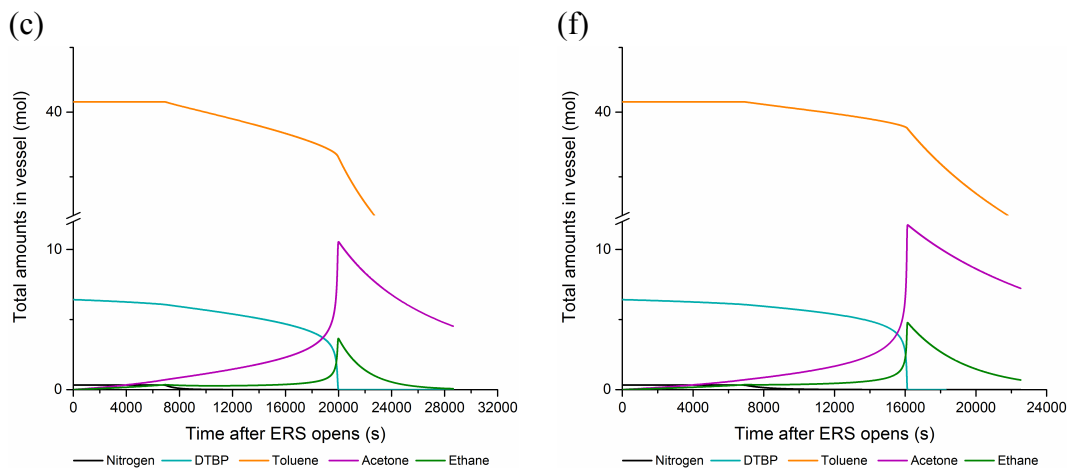 (c)
Total amounts in vessel (mol)
40
10
0
0 4000 8000 12000 16000 20000 24000 28000 32000
Time after ERS opens (s)
Nitrogen DTBP Toluene Acetone Ethane
(f)
Total amounts in vessel (mol)
40
10
0
0 4000 8000 12000 16000 20000 24000
Time after ERS opens (s)
Nitrogen DTBP Toluene Acetone Ethane